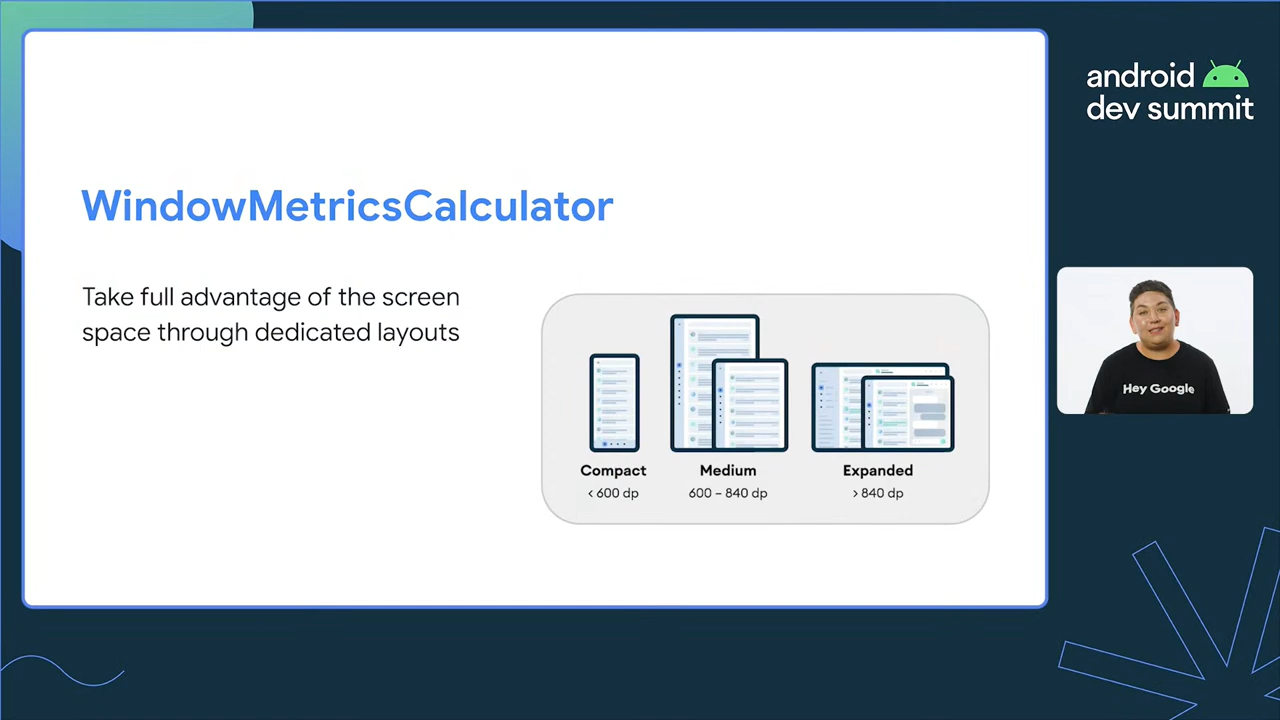 WindowMetricsCalculator
Take full advantage of the screen
space through dedicated layouts
Compact
< 600 dp
Medium
600 – 840 dp
Expanded
> 840 dp
android
dev summit
Hey Google